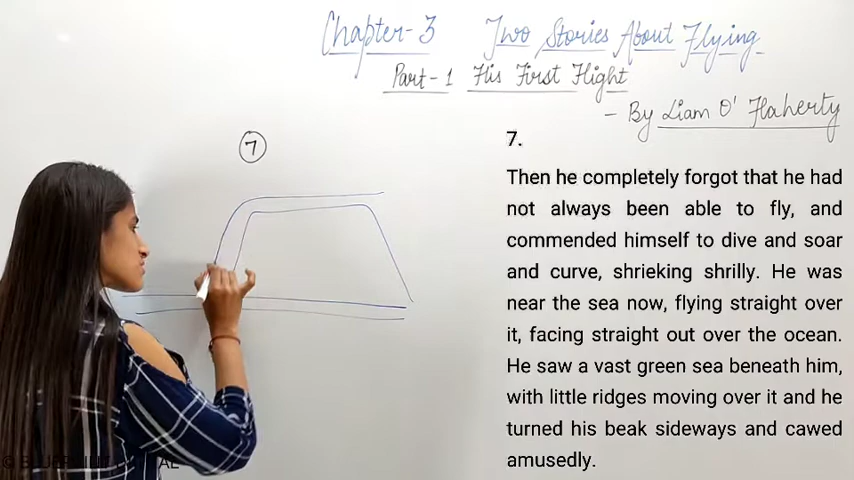 Chapter-3 Two Stories About Flying
Part-1 His First Flight
- By Liam O' Flaherty
7
7.
Then he completely forgot that he had
not always been able to fly, and
commended himself to dive and soar
and curve, shrieking shrilly. He was
near the sea now, flying straight over
it, facing straight out over the ocean.
He saw a vast green sea beneath him,
with little ridges moving over it and he
turned his beak sideways and cawed
amusedly.